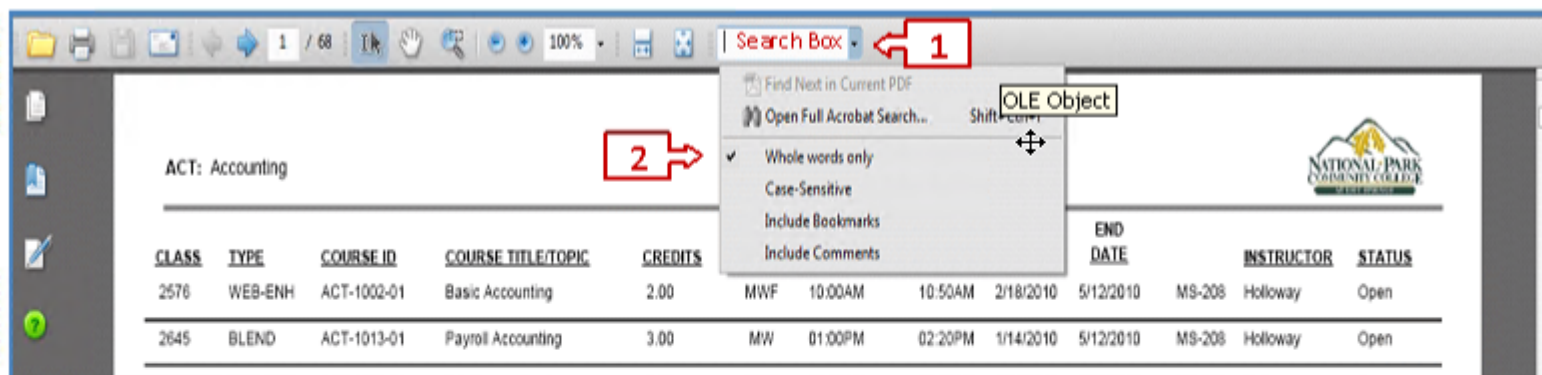 1 / 68 100% Search Box 1
Find Next in Current PDF
OLE Object
Open Full Acrobat Search...
2
Whole words only
ACT: Accounting
Case-Sensitive
Include Bookmarks
Include Comments
NATIONAL PARK
COMMUNITY COLLEGE
CLASS TYPE COURSE ID COURSE TITLE/TOPIC CREDITS END DATE INSTRUCTOR STATUS
2576 WEB-ENH ACT-1002-01 Basic Accounting 2.00 MWF 10:00AM 10:50AM 2/18/2010 5/12/2010 MS-208 Holloway Open
2645 BLEND ACT-1013-01 Payroll Accounting 3.00 MW 01:00PM 02:20PM 1/14/2010 5/12/2010 MS-208 Holloway Open